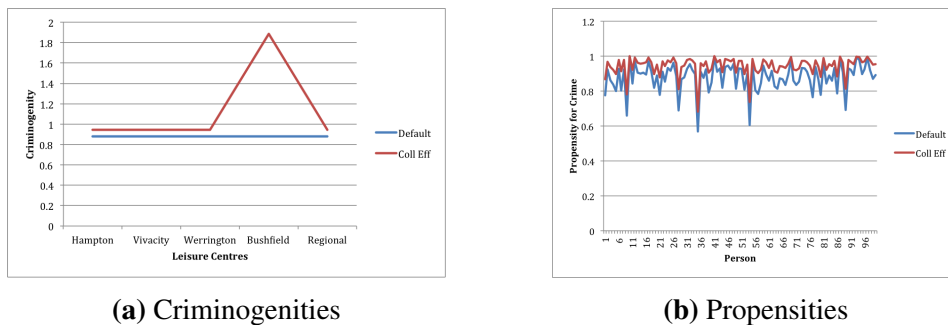 2
1.8
1.6
1.4
1.2
1
0.8
0.6
0.4
0.2
0
Criminogenity
Hampton Vivacity Werrington Bushfield Regional
Leisure Centres
Default
Coll Eff
(a) Criminogenities
1.2
1
0.8
0.6
0.4
0.2
0
Propensity for Crime
1 6 11 16 21 26 31 36 41 46 51 56 61 66 71 76 81 86 91 96
Person
Default
Coll Eff
(b) Propensities